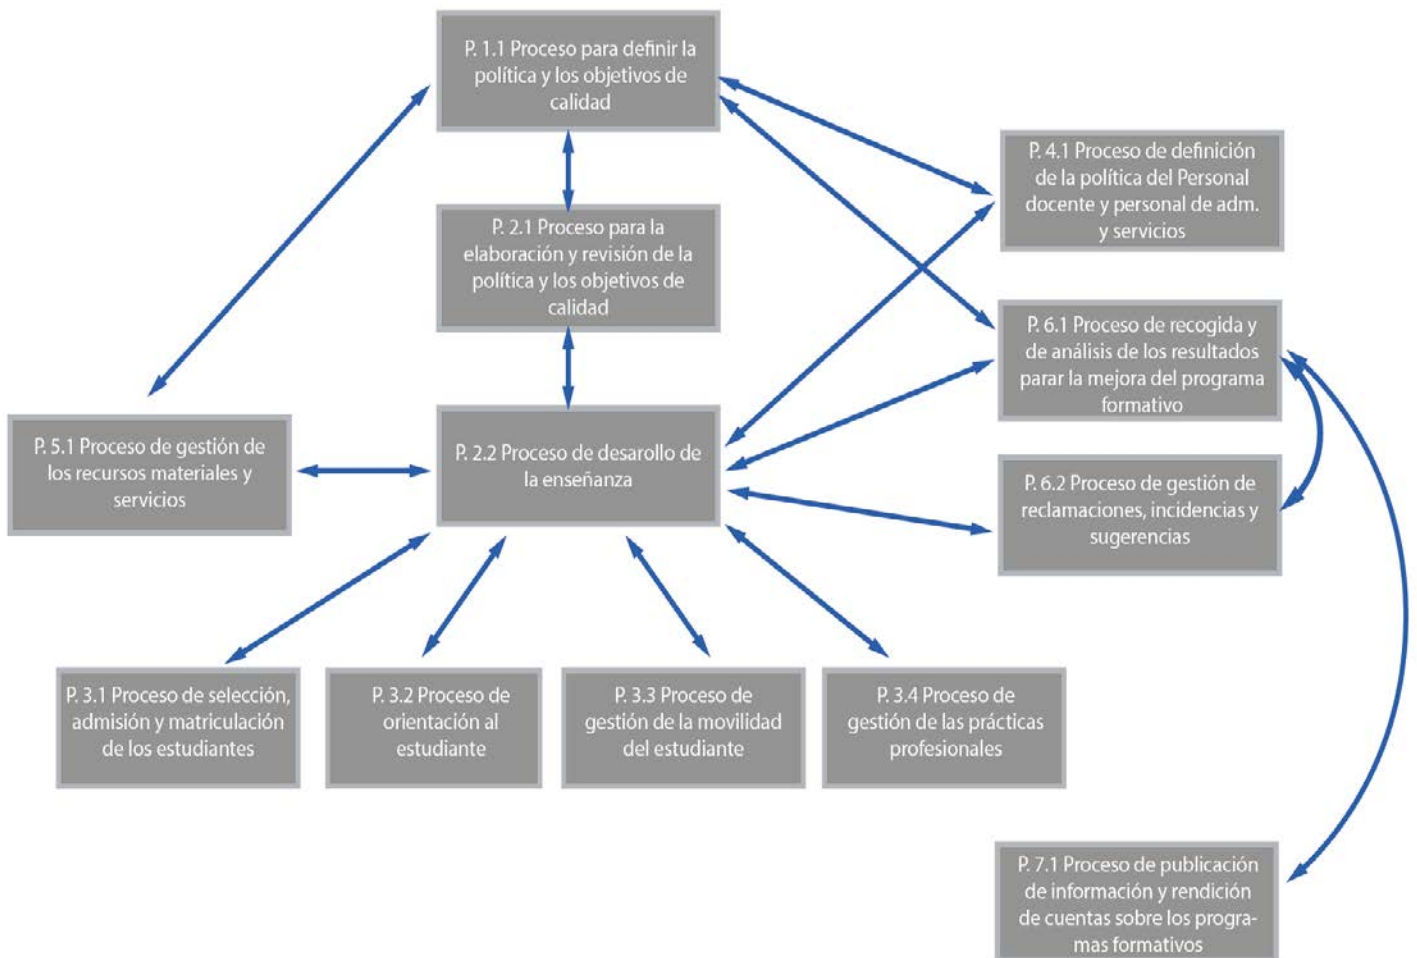 P. 1.1 Proceso para definir la
política y los objetivos de
calidad
P. 4.1 Proceso de definición
de la política del Personal
docente y personal de adm.
y servicios
P. 2.1 Proceso para la
elaboración y revisión de la
política y los objetivos de
calidad
P. 6.1 Proceso de recogida y
de análisis de los resultados
parar la mejora del programa
formativo
P. 5.1 Proceso de gestión de
los recursos materiales y
servicios
P. 2.2 Proceso de desarollo de
la enseñanza
P. 6.2 Proceso de gestión de
reclamaciones, incidencias y
sugerencias
P. 3.1 Proceso de selección,
admisión y matriculación
de los estudiantes
P. 3.2 Proceso de
orientación al
estudiante
P. 3.3 Proceso de
gestión de la movilidad
del estudiante
P. 3.4 Proceso de
gestión de las prácticas
profesionales
P. 7.1 Proceso de publicación
de información y rendición
de cuentas sobre los progra-
mas formativos